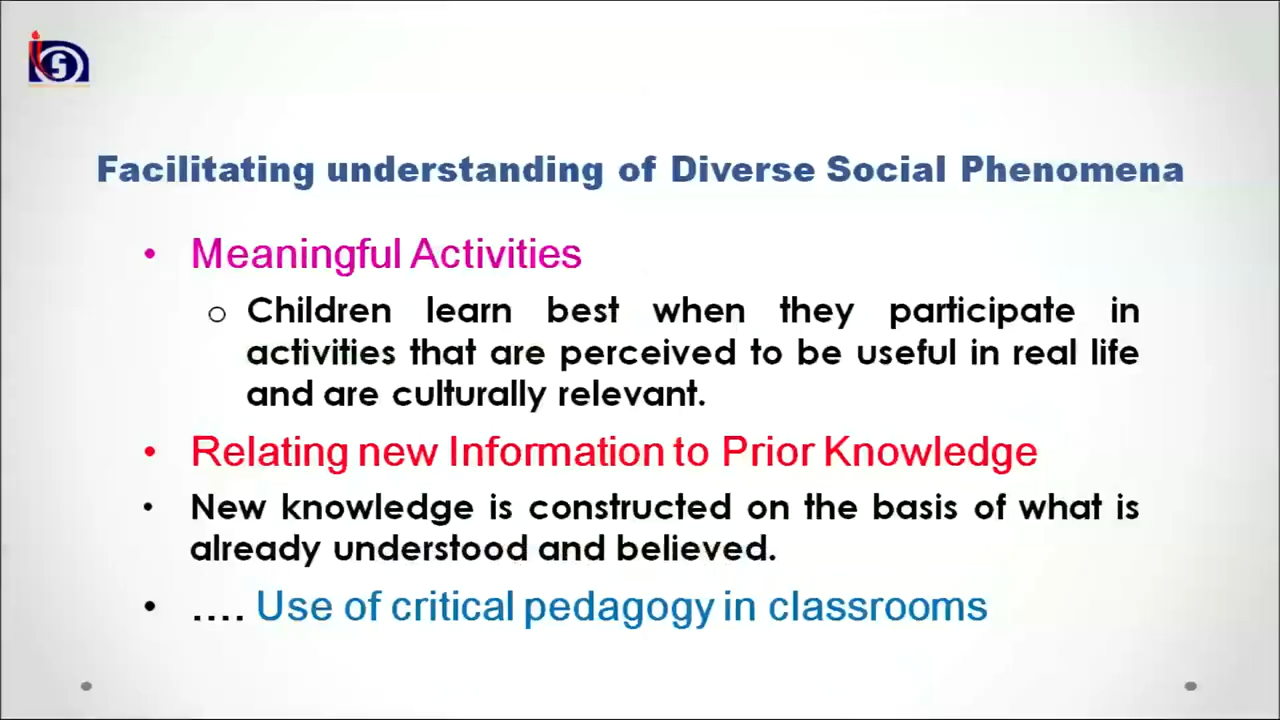 Facilitating understanding of Diverse Social Phenomena
• Meaningful Activities
o Children learn best when they participate in
activities that are perceived to be useful in real life
and are culturally relevant.
• Relating new Information to Prior Knowledge
• New knowledge is constructed on the basis of what is
already understood and believed.
• .... Use of critical pedagogy in classrooms